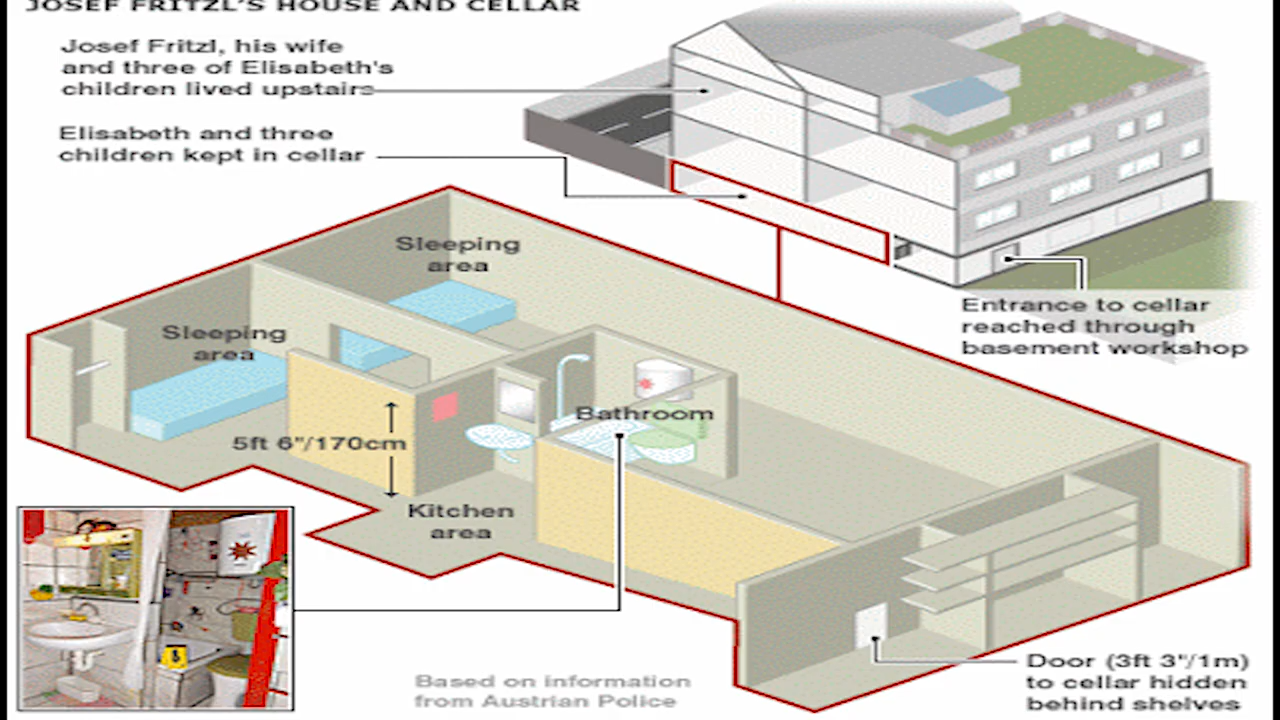 JOSEF FRITZL'S HOUSE AND CELLAR
Josef Fritzl, his wife
and three of Elisabeth's
children lived upstairs
Elisabeth and three
children kept in cellar
Sleeping
area
Sleeping
area
Entrance to cellar
reached through
basement workshop
Bathroom
5ft 6"/170cm
Kitchen
area
Door (3ft 3"/1m)
to cellar hidden
behind shelves
Based on information
from Austrian Police